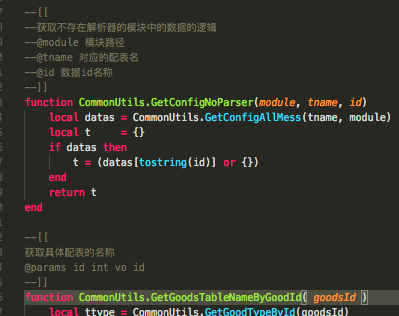 --[[
--获取不存在解析器的模块中的数据的逻辑
--@module 模块路径
--@tname 对应的配表名
--@id 数据id名称
--]]
function CommonUtils.GetConfigNoParser(module, tname, id)
local datas = CommonUtils.GetConfigAllMess(tname, module)
local t = {}
if datas then
t = (datas[tostring(id)] or {})
end
return t
end
--[[
获取具体配表的名称
@params id int vo id
--]]
function CommonUtils.GetGoodsTableNameByGoodId( goodsId )
local ttype = CommonUtils.GetGoodTypeById(goodsId)